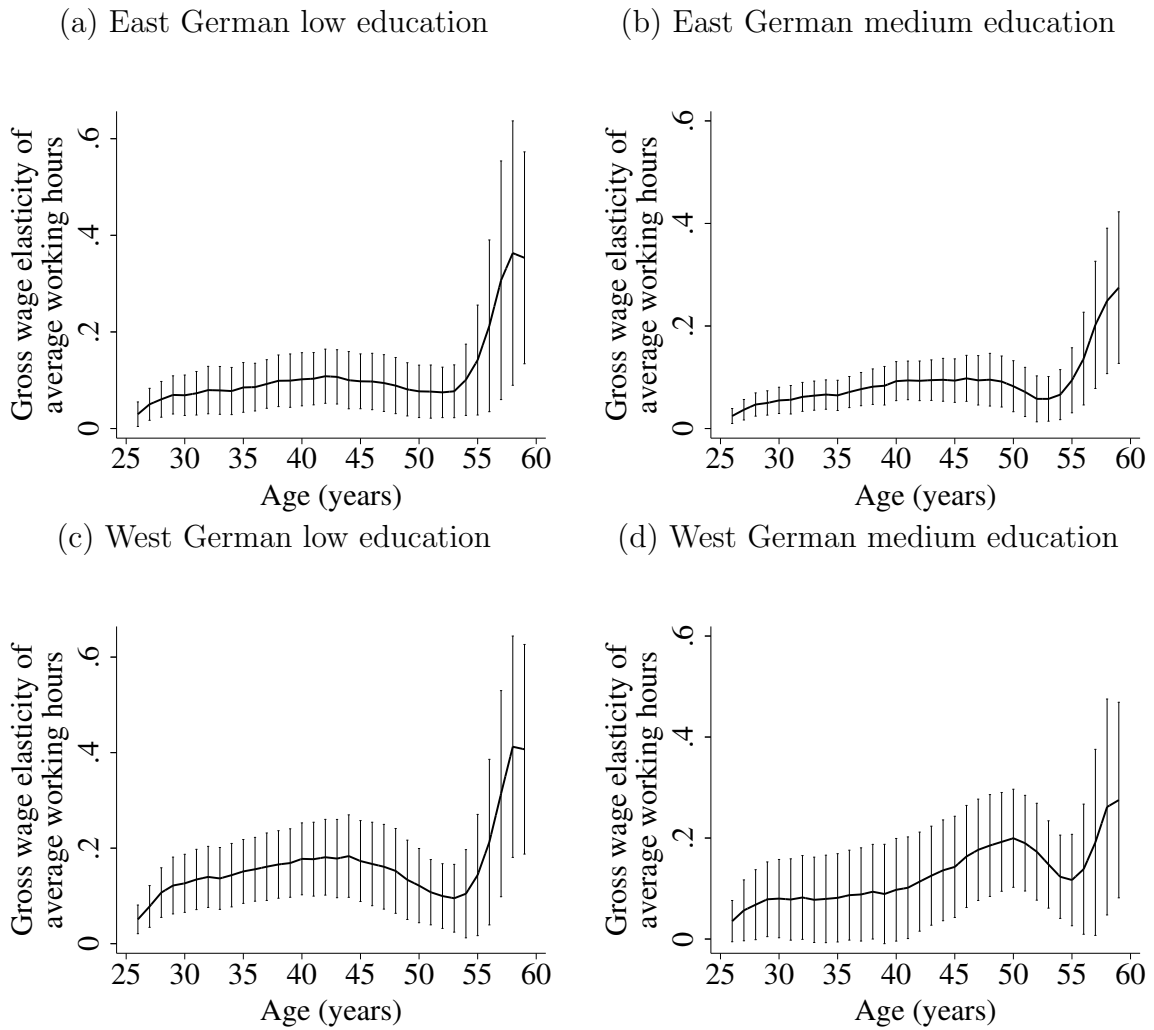 (a) East German low education
Gross wage elasticity of
average working hours
0 .2 .4 .6
25 30 35 40 45 50 55 60
Age (years)
(b) East German medium education
Gross wage elasticity of
average working hours
0 .2 .4 .6
25 30 35 40 45 50 55 60
Age (years)
(c) West German low education
Gross wage elasticity of
average working hours
0 .2 .4 .6
25 30 35 40 45 50 55 60
Age (years)
(d) West German medium education
Gross wage elasticity of
average working hours
0 .2 .4 .6
25 30 35 40 45 50 55 60
Age (years)